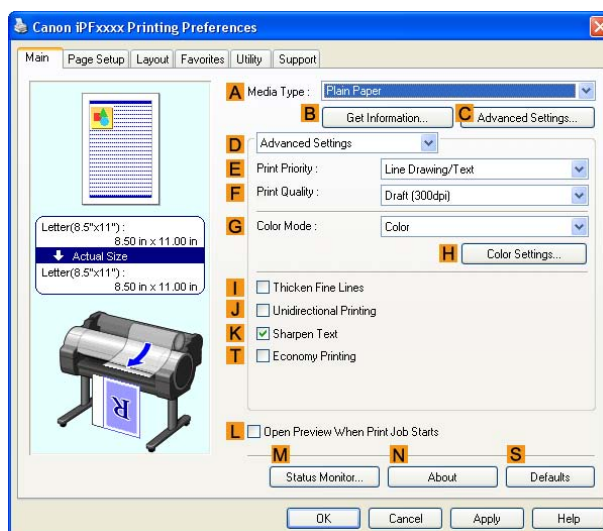 Canon iPFxxxx Printing Preferences
Main Page Setup Layout Favorites Utility Support
A Media Type : Plain Paper
B Get Information... C Advanced Settings...
D Advanced Settings
E Print Priority : Line Drawing/Text
F Print Quality : Draft (300dpi)
G Color Mode : Color
H Color Settings...
Letter(8.5"x11") :
8.50 in x 11.00 in
Actual Size
Letter(8.5"x11") :
8.50 in x 11.00 in
R
I Thicken Fine Lines
J Unidirectional Printing
K Sharpen Text
T Economy Printing
L Open Preview When Print Job Starts
M N S
Status Monitor... About Defaults
OK Cancel Apply Help